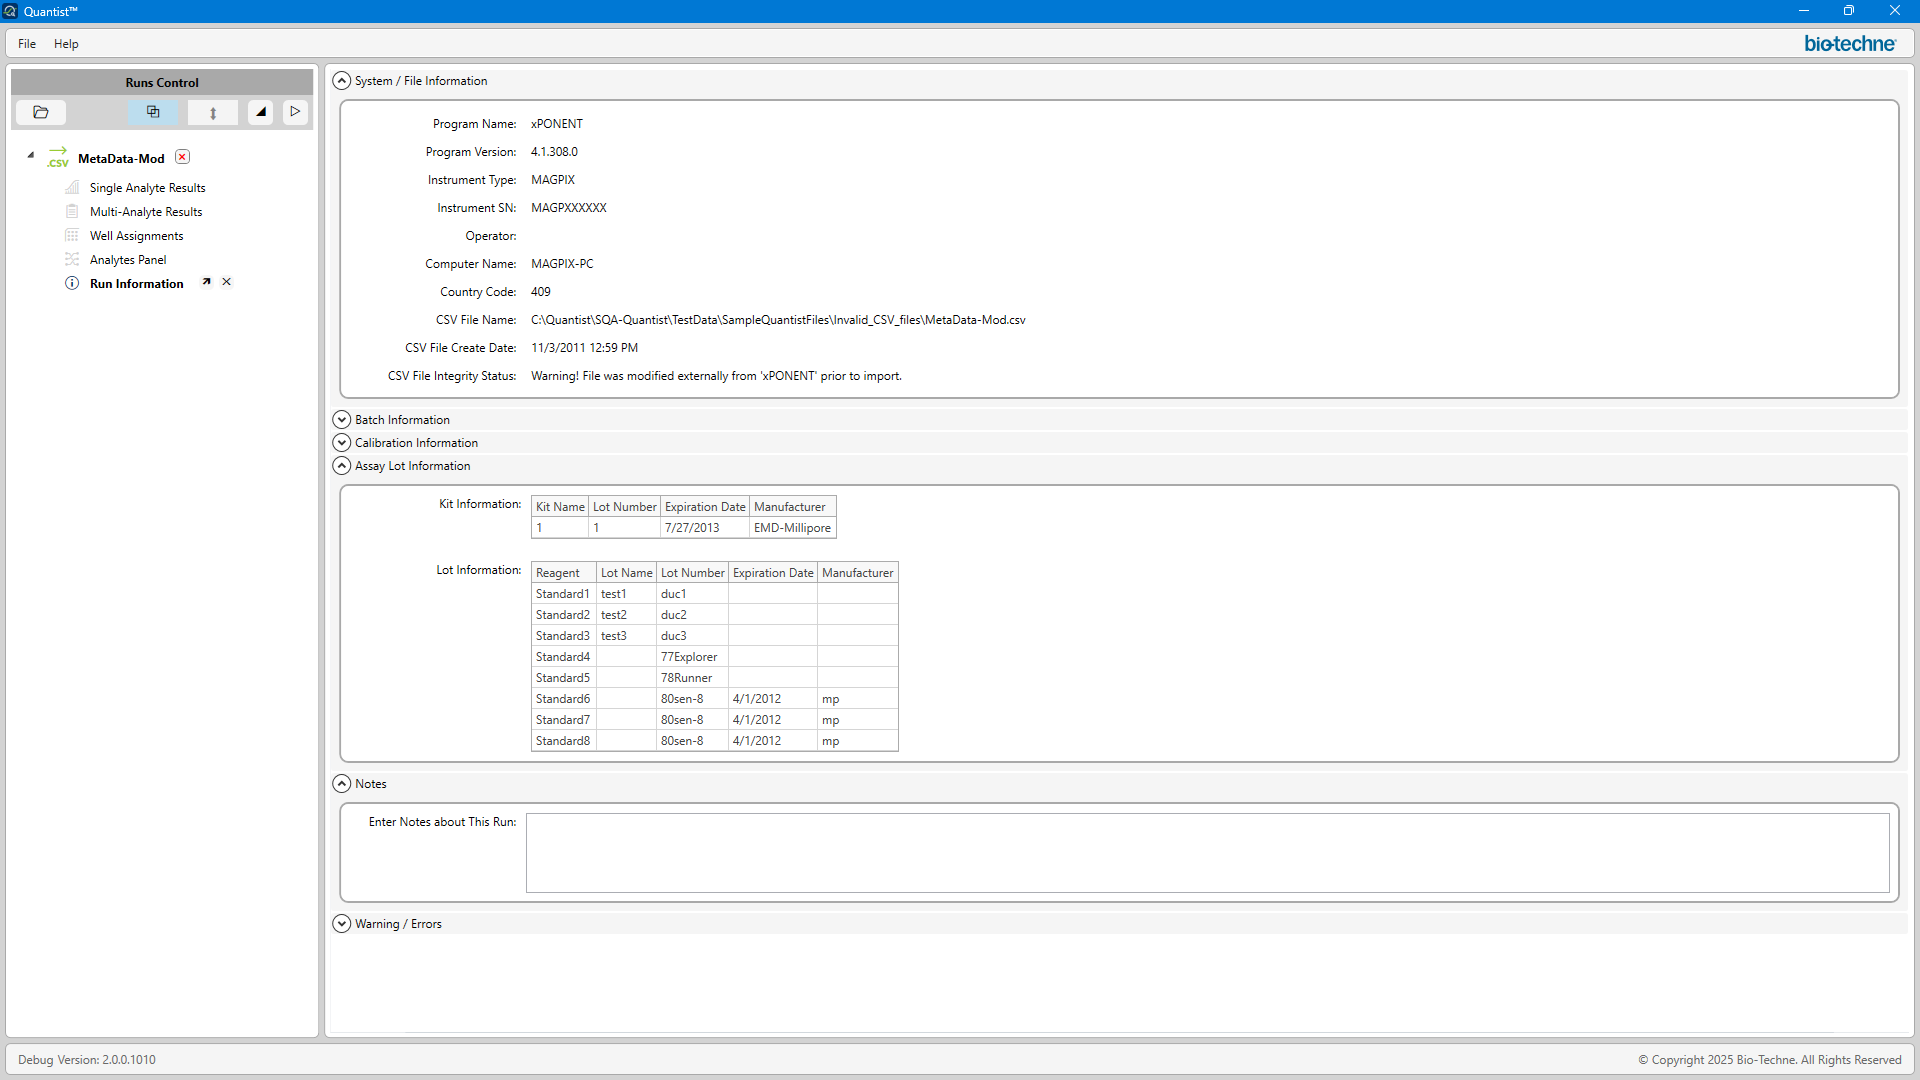 Quantist™
File Help
bio-techne
Runs Control
.CSV MetaData-Mod
Single Analyte Results
Multi-Analyte Results
Well Assignments
Analytes Panel
Run Information
System / File Information
Program Name: xPONENT
Program Version: 4.1.308.0
Instrument Type: MAGPIX
Instrument SN: MAGPXXXXXX
Operator:
Computer Name: MAGPIX-PC
Country Code: 409
CSV File Name: C:\Quantist\SQA-Quantist\TestData\SampleQuantistFiles\Invalid_CSV_files\MetaData-Mod.csv
CSV File Create Date: 11/3/2011 12:59 PM
CSV File Integrity Status: Warning! File was modified externally from 'xPONENT' prior to import.
Batch Information
Calibration Information
Assay Lot Information
Kit Information:
Kit Name Lot Number Expiration Date Manufacturer
1 1 7/27/2013 EMD-Millipore
Lot Information:
Reagent Lot Name Lot Number Expiration Date Manufacturer
Standard1 test1 duc1
Standard2 test2 duc2
Standard3 test3 duc3
Standard4 77Explorer
Standard5 78Runner
Standard6 80sen-8 4/1/2012 mp
Standard7 80sen-8 4/1/2012 mp
Standard8 80sen-8 4/1/2012 mp
Notes
Enter Notes about This Run:
Warning / Errors
Debug Version: 2.0.0.1010
© Copyright 2025 Bio-Techne. All Rights Reserved